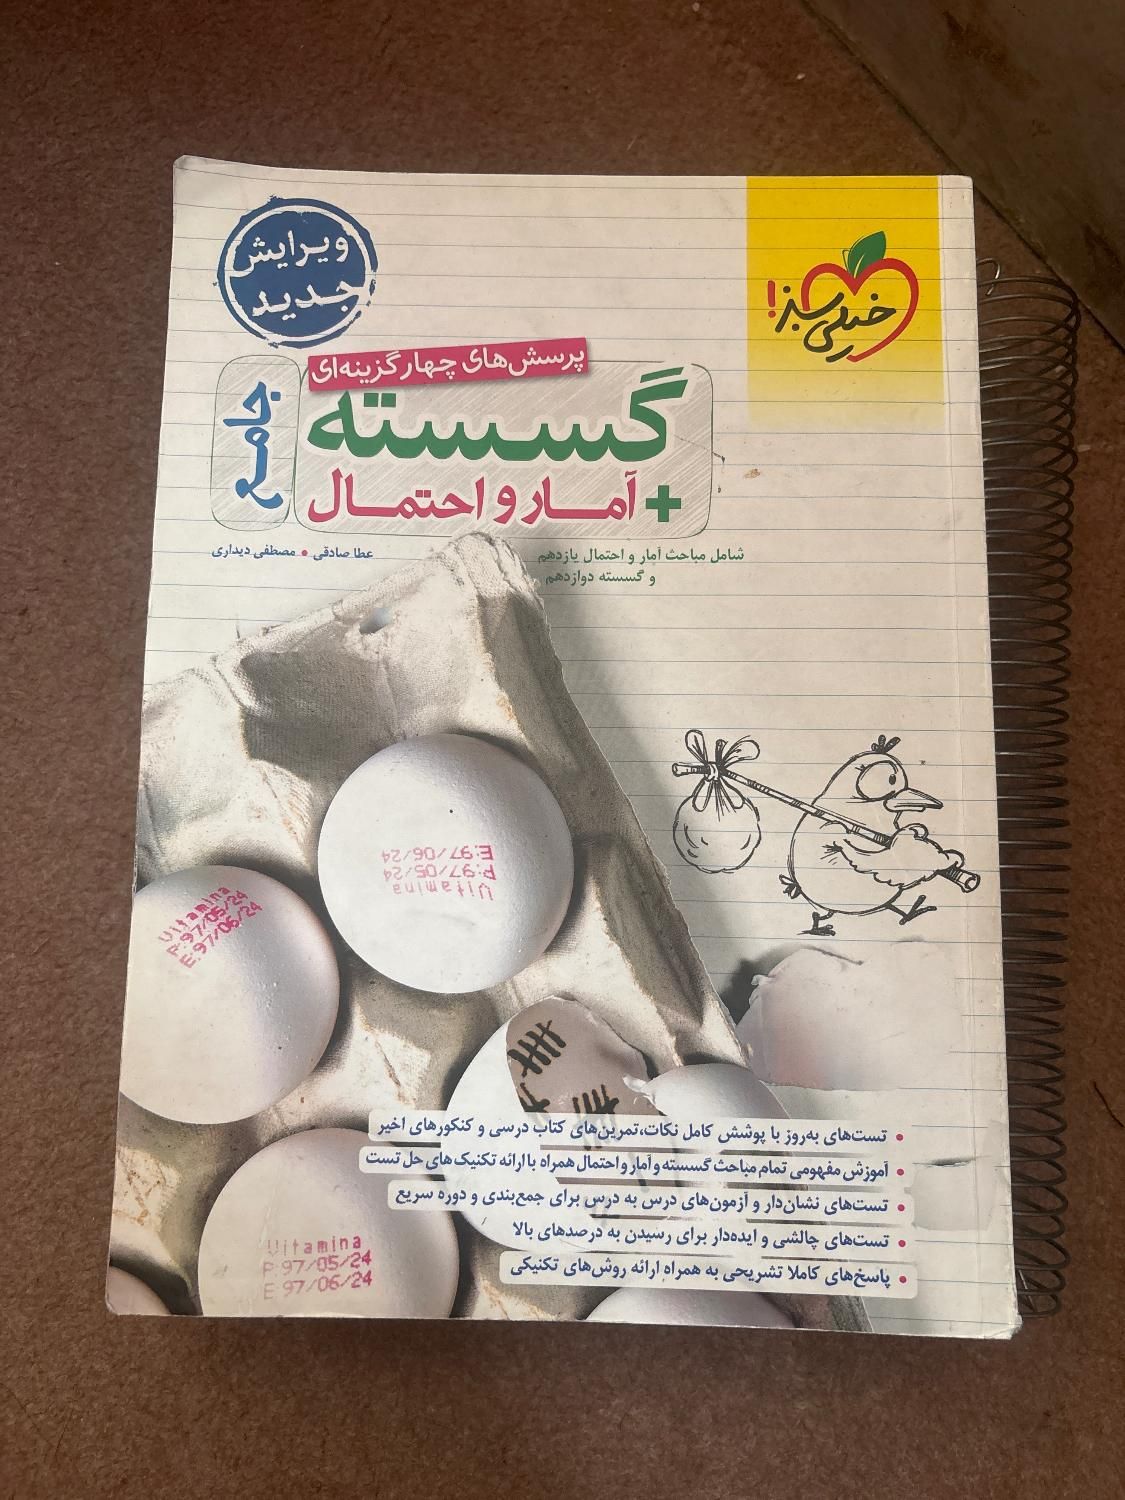 ویرایش
جدید
خیلی سبز!
پرسش‌های چهارگزینه‌ای
گسسته
+ آمار و احتمال
جامع
شامل مباحث آمار و احتمال یازدهم
و گسسته دوازدهم
عطا صادقی • مصطفی دیداری
Vitamina
P:97/05/24
E:97/06/24
Vitamina
P:97/05/24
E:97/06/24
Vitamina
P:97/05/24
E:97/06/24
• تست‌های به‌روز با پوشش کامل نکات،تمرین‌های کتاب درسی و کنکورهای اخیر
• آموزش مفهومی تمام مباحث گسسته و آمار و احتمال همراه با ارائه تکنیک‌های حل تست
• تست‌های نشان‌دار و آزمون‌های درس به درس برای جمع‌بندی و دوره سریع
• تست‌های چالشی و ایده‌دار برای رسیدن به درصدهای بالا
• پاسخ‌های کاملا تشریحی به همراه ارائه روش‌های تکنیکی